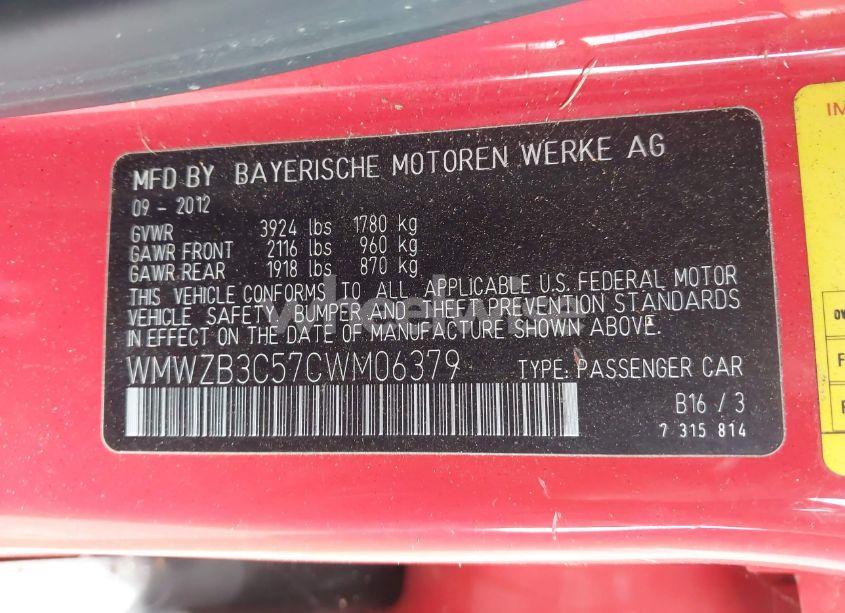 MFD BY BAYERISCHE MOTOREN WERKE AG
09 - 2012
GVWR 3924 lbs 1780 kg
GAWR FRONT 2116 lbs 960 kg
GAWR REAR 1918 lbs 870 kg
THIS VEHICLE CONFORMS TO ALL APPLICABLE U.S. FEDERAL MOTOR
VEHICLE SAFETY, BUMPER AND THEFT PREVENTION STANDARDS
IN EFFECT ON THE DATE OF MANUFACTURE SHOWN ABOVE.
WMWZB3C57CWM06379 TYPE: PASSENGER CAR
B16 / 3
7 315 814
IM